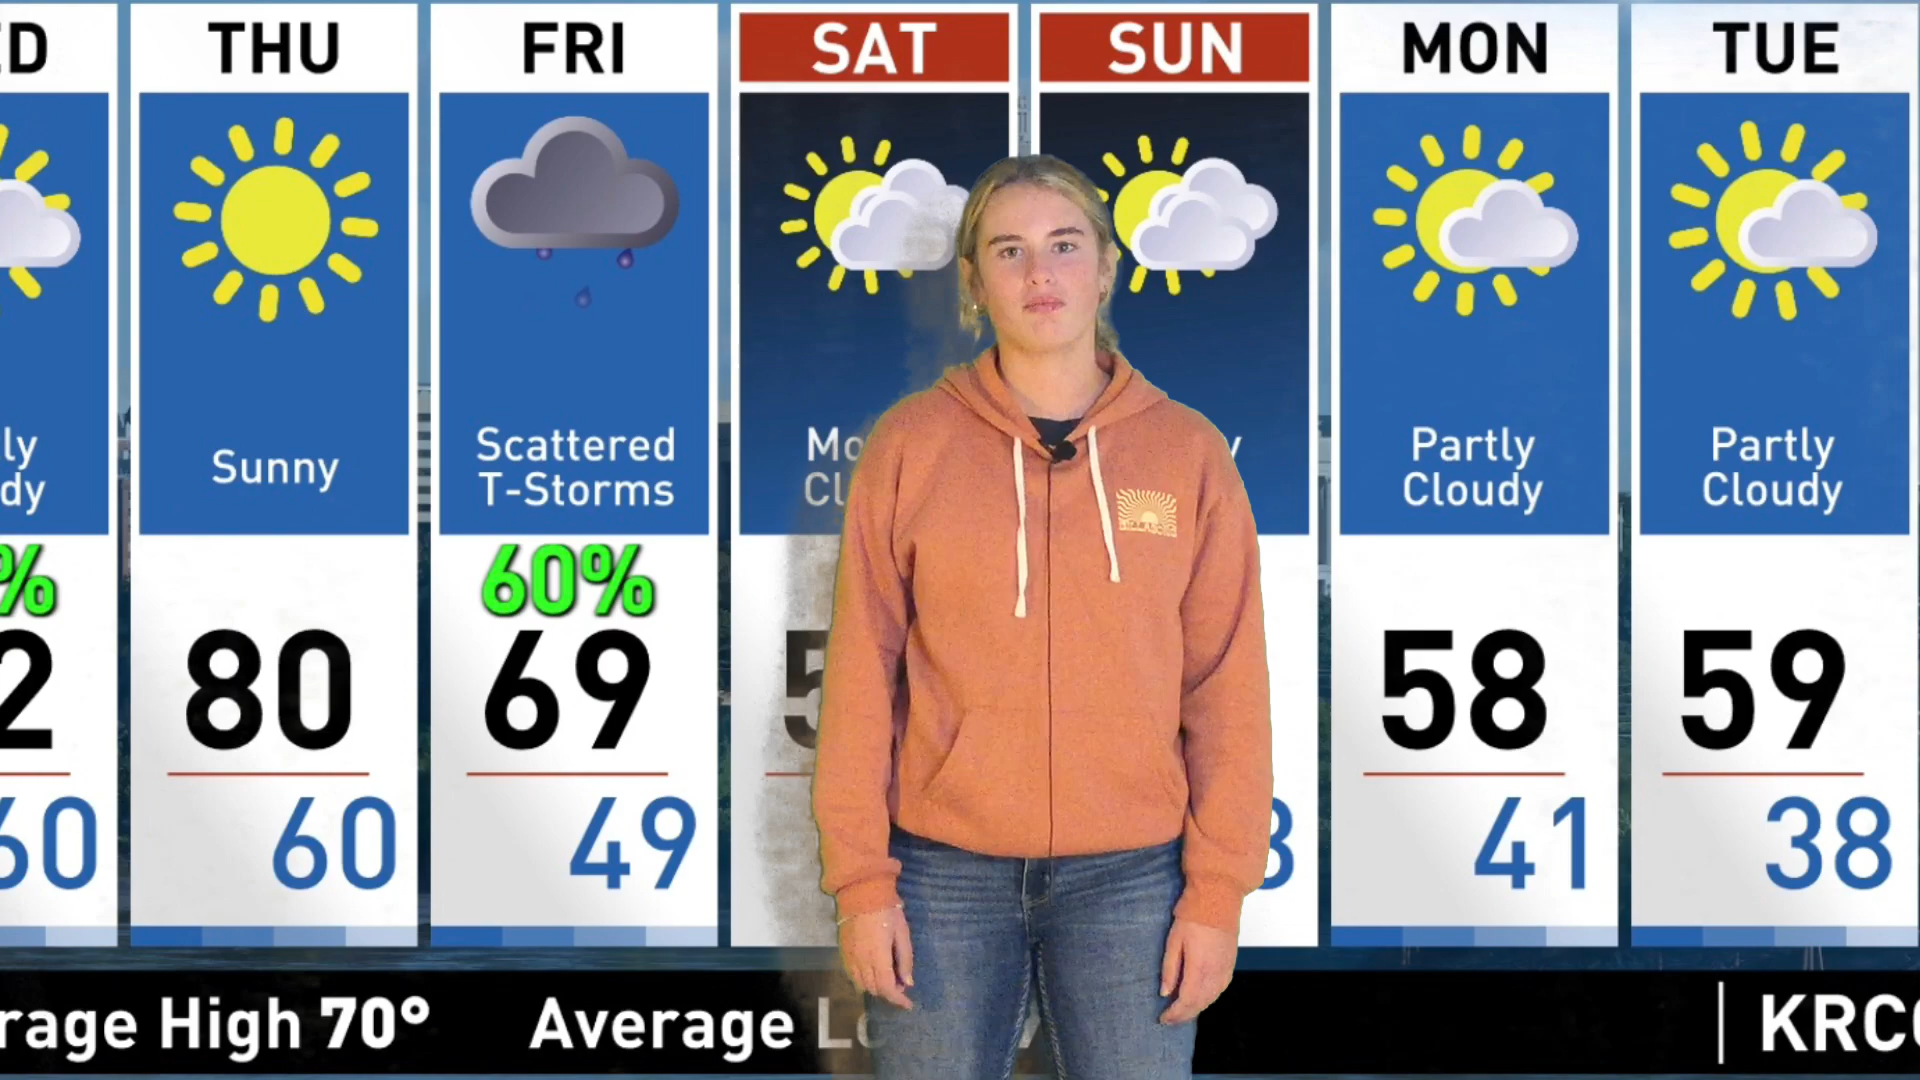 THU
FRI
SAT
SUN
MON
TUE
Sunny
Scattered
T-Storms
Partly
Cloudy
Partly
Cloudy
60%
80
69
58
59
60
60
49
41
38
High 70°
Average